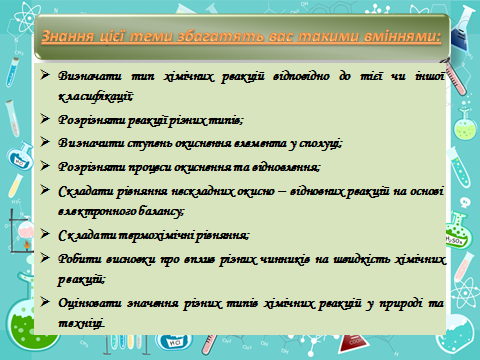 Знання цієї теми збагатять вас такими вміннями:
Визначати тип хімічних реакцій відповідно до тієї чи іншої
класифікації;
Розрізняти реакції різних типів;
Визначити ступень окиснення елемента у сполуці;
Розрізняти процеси окиснення та відновлення;
Складати рівняння нескладних окисно – відновних реакцій на основі
електронного балансу;
Складати термохімічні рівняння;
Робити висновки про вплив різних чинників на швидкість хімічних
реакцій;
Оцінювати значення різних типів хімічних реакцій у природі та
техніці.
H₂SO₄
HCl